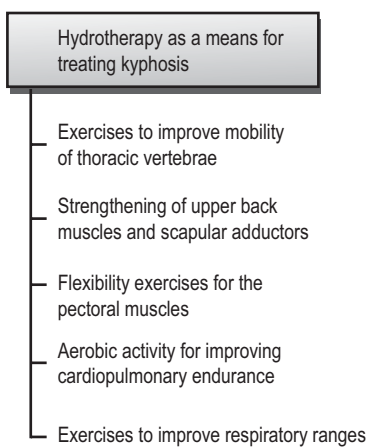 Hydrotherapy as a means for
treating kyphosis
Exercises to improve mobility
of thoracic vertebrae
Strengthening of upper back
muscles and scapular adductors
Flexibility exercises for the
pectoral muscles
Aerobic activity for improving
cardiopulmonary endurance
Exercises to improve respiratory ranges